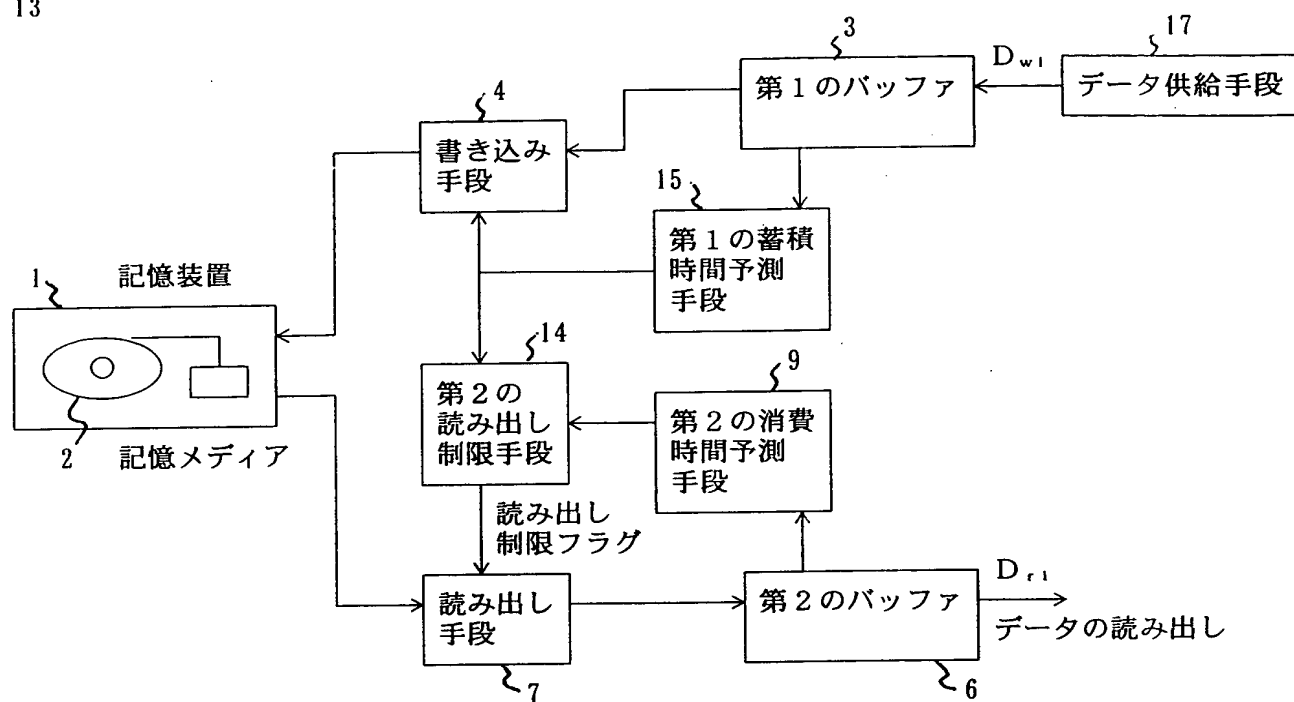 13
3
第１のバッファ
D w1
17
データ供給手段
4
書き込み
手段
15
第１の蓄積
時間予測
手段
1
記憶装置
2
記憶メディア
14
第２の
読み出し
制限手段
9
第２の消費
時間予測
手段
読み出し
制限フラグ
読み出し
手段
7
第２のバッファ
6
D r1
データの読み出し